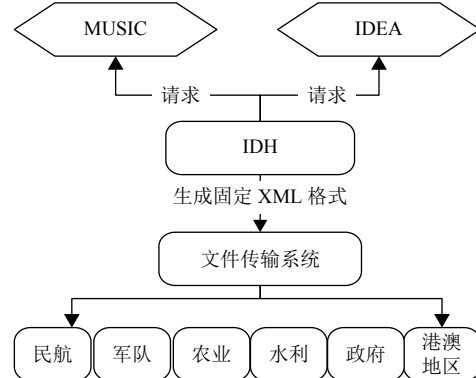 MUSIC
IDEA
请求
请求
IDH
生成固定 XML 格式
文件传输系统
民航
军队
农业
水利
政府
港澳
地区